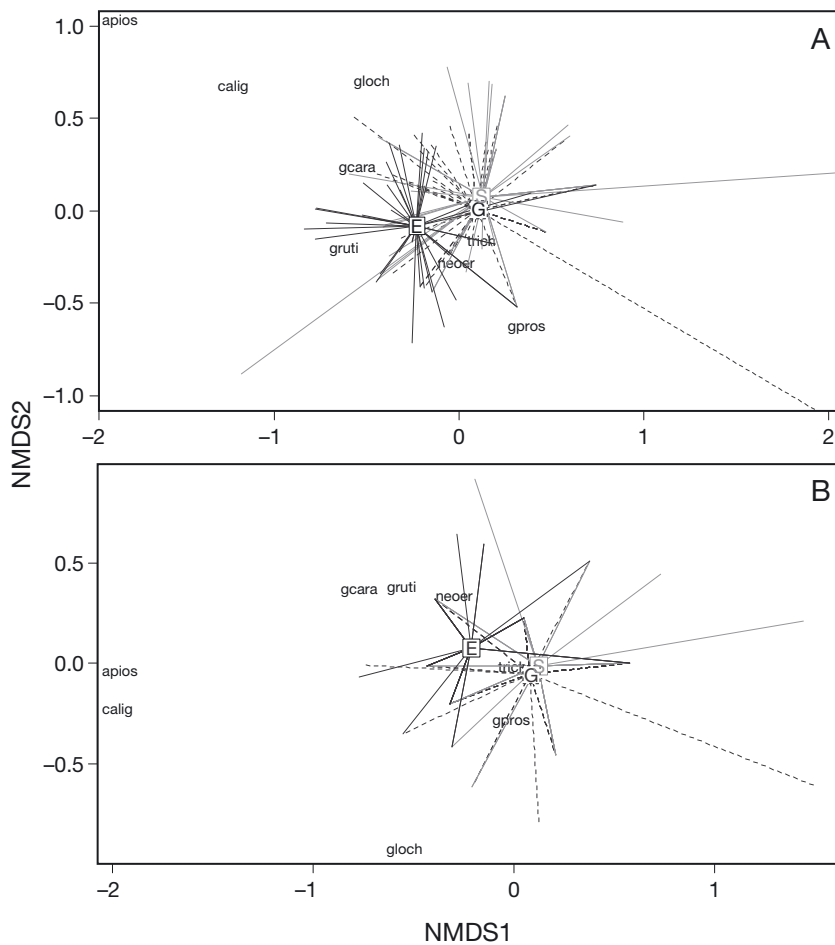 A
1.0
apios
calig
gloch
0.5
gcara
S
0.0
G
E
trich
gruti
neoer
-0.5
gpros
-1.0
-2
-1
0
1
2
NMDS2
B
0.5
gcara
gruti
neoer
E
0.0
apios
trich
S
G
calig
gpros
-0.5
gloch
-2
-1
0
1
NMDS1